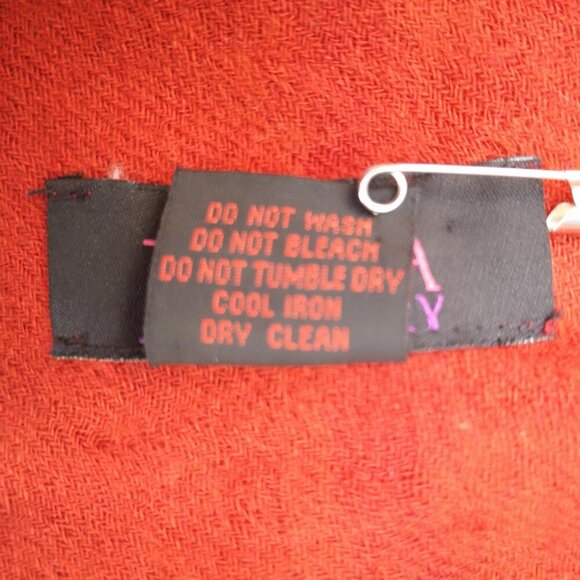 DO NOT WASH
DO NOT BLEACH
DO NOT TUMBLE DRY
COOL IRON
DRY CLEAN